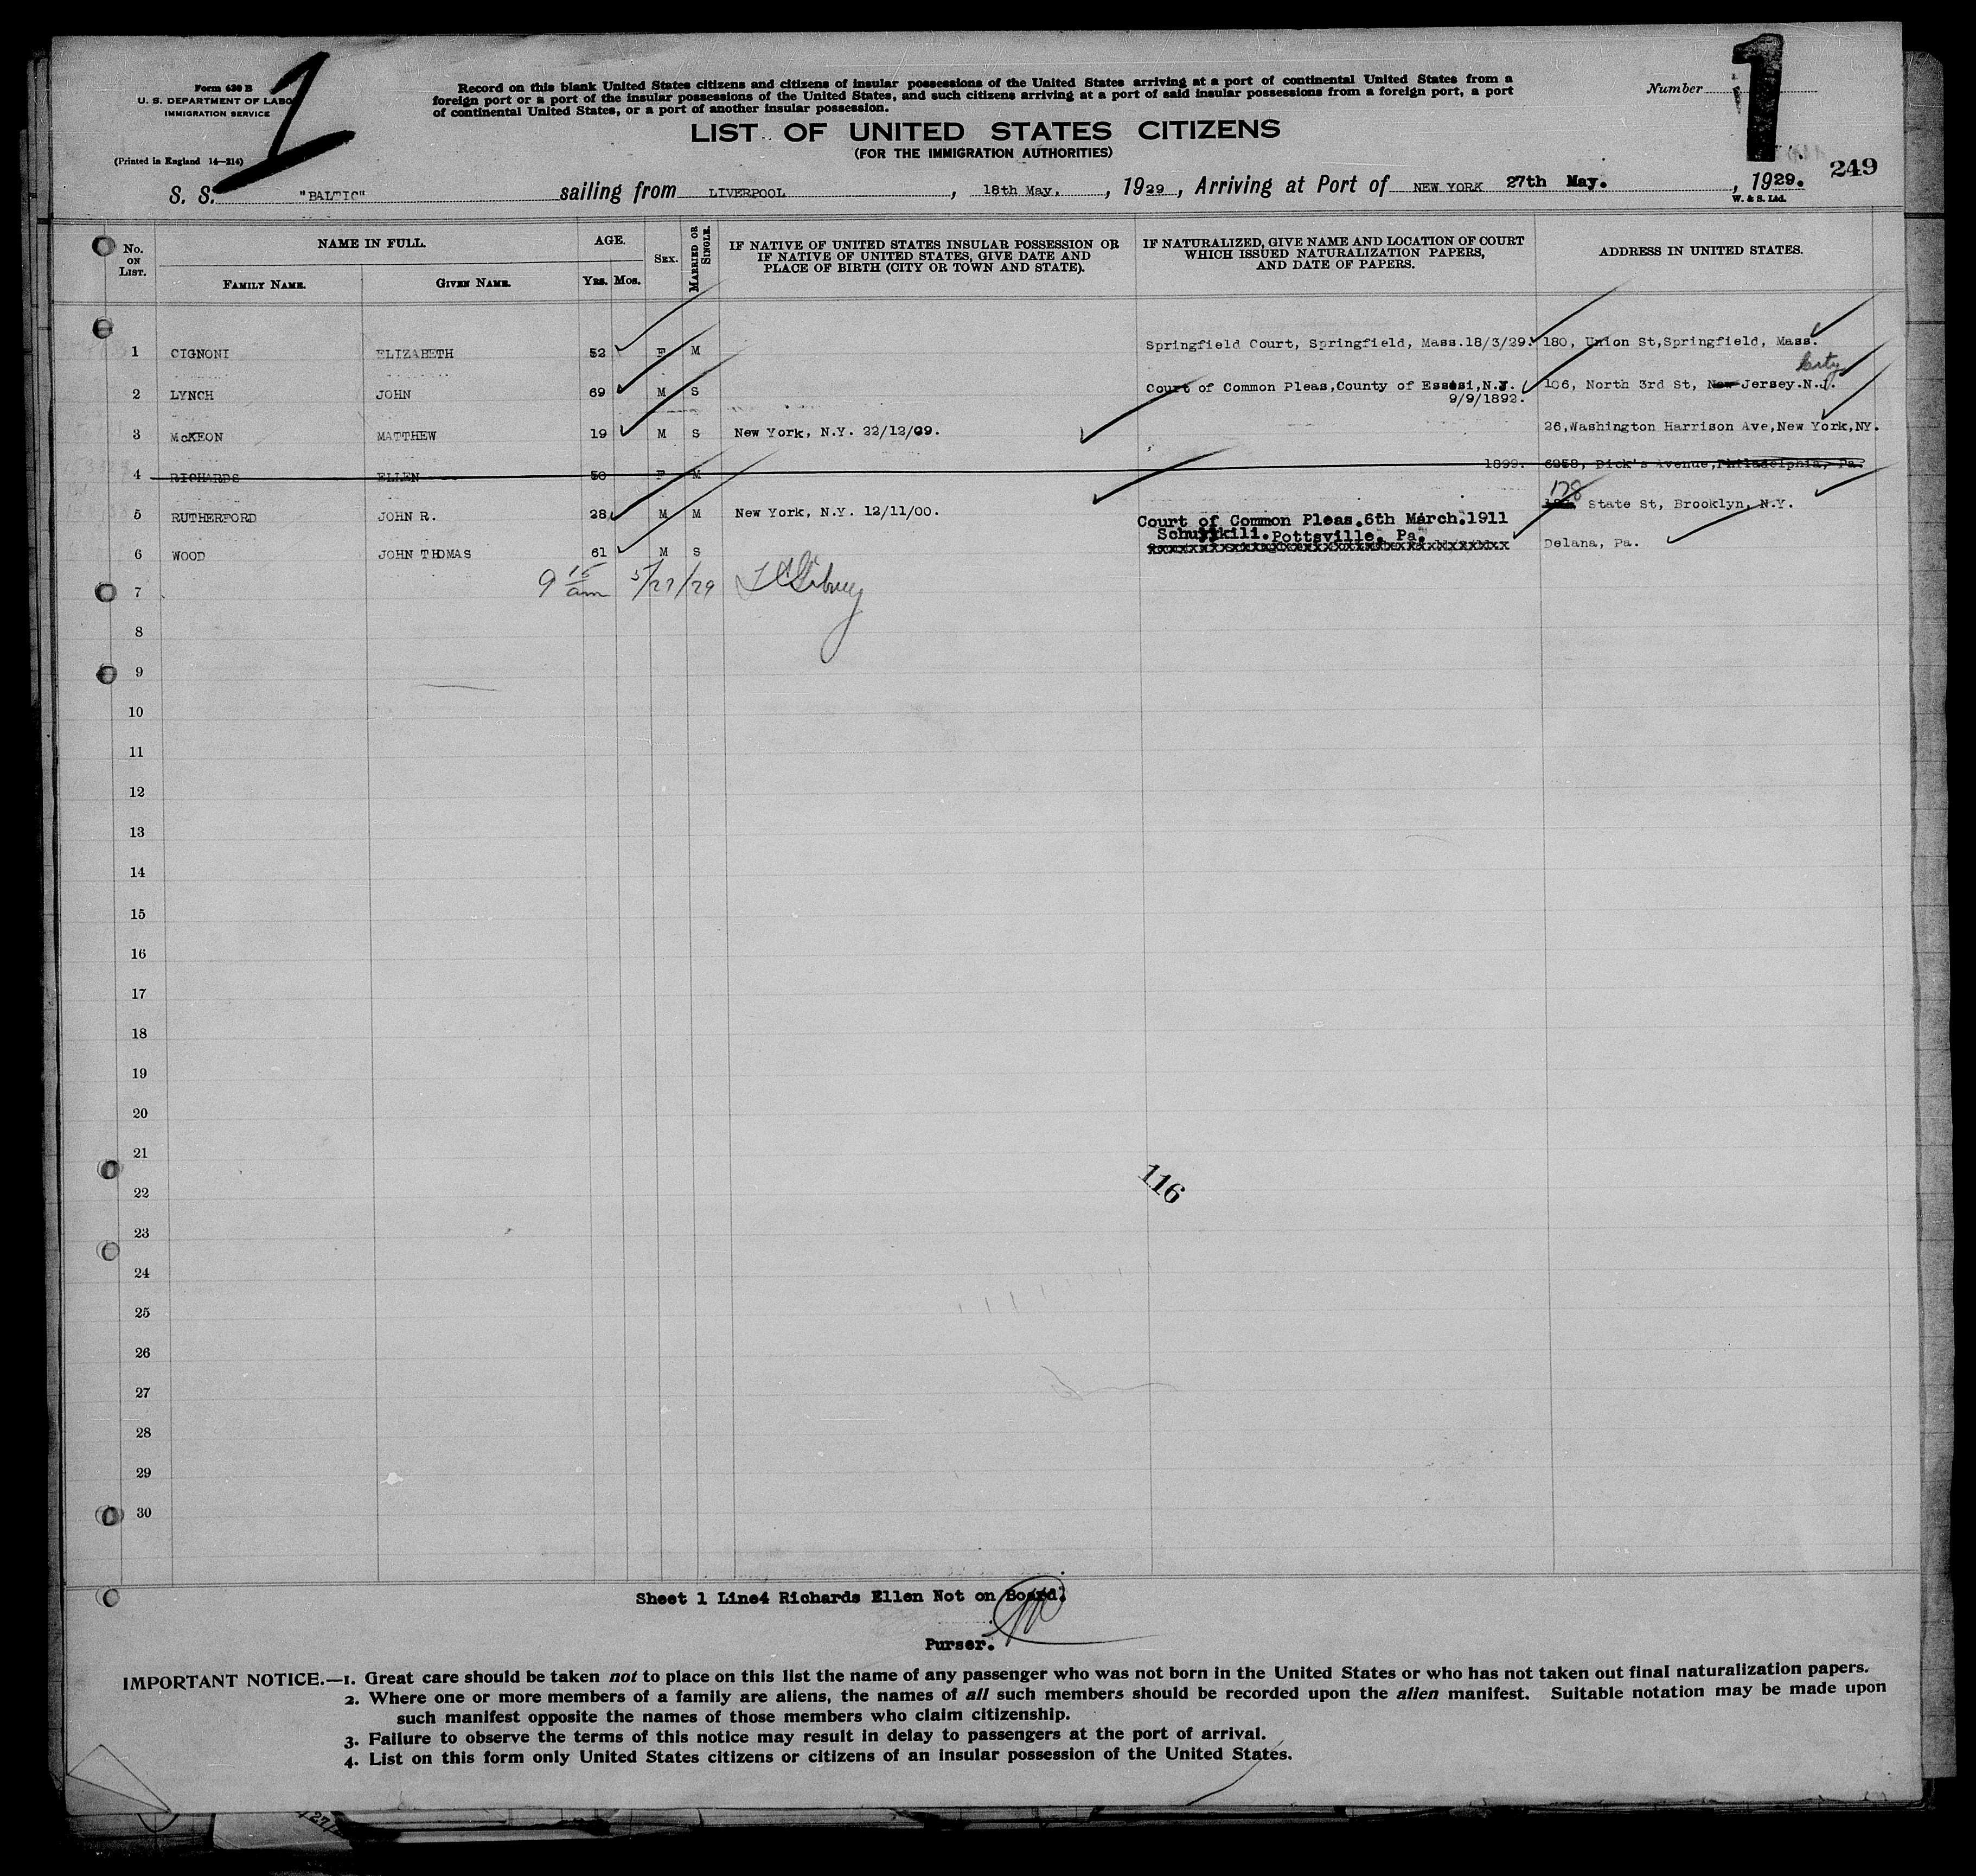 Form 630 B
U. S. DEPARTMENT OF LABO
IMMIGRATION SERVICE
(Printed in England 14—214)
1
Record on this blank United States citizens and citizens of insular possessions of the United States arriving at a port of continental United States from a
foreign port or a port of the insular possessions of the United States, and such citizens arriving at a port of said insular possessions from a foreign port, a port
of continental United States, or a port of another insular possession.
Number
1
LIST OF UNITED STATES CITIZENS
(FOR THE IMMIGRATION AUTHORITIES)
249
S. S. "BALTIC" sailing from LIVERPOOL, 18th May., 1929, Arriving at Port of NEW YORK 27th May., 1929.
W. & S. Ltd.
No. ON LIST. NAME IN FULL. FAMILY NAME. GIVEN NAME. AGE. YRS. MOS. SEX. MARRIED OR SINGLE.
IF NATIVE OF UNITED STATES INSULAR POSSESSION OR
IF NATIVE OF UNITED STATES, GIVE DATE AND
PLACE OF BIRTH (CITY OR TOWN AND STATE).
IF NATURALIZED, GIVE NAME AND LOCATION OF COURT
WHICH ISSUED NATURALIZATION PAPERS,
AND DATE OF PAPERS.
ADDRESS IN UNITED STATES.
1 CIGNONI ELIZABETH 52 F M Springfield Court, Springfield, Mass.18/3/29. 180, Union St,Springfield, Mass.
City
2 LYNCH JOHN 69 M S Court of Common Pleas,County of Essesi,N.J. 106, North 3rd St, New Jersey.N.J.
9/9/1892.
3 McKEON MATTHEW 19 M S New York, N.Y. 22/12/09. 26,Washington Harrison Ave,New York,NY.
4 RICHARDS ELLEN 50 F M 1899. 6958, Dick's Avenue,Philadelphia, Pa.
178
5 RUTHERFORD JOHN R. 28 M M New York, N.Y. 12/11/00. State St, Brooklyn, N.Y.
Court of Common Pleas.6th March.1911
Schuylkill.Pottsville. Pa.
6 WOOD JOHN THOMAS 61 M S xxxxxxxxxxxxxxxxxxxxxxxxxxxxxxxxxxxx Delana, Pa.
7 9 15 am 5/27/29
8
9
10
11
12
13
14
15
16
17
18
19
20
21
116
22
23
24
25
26
27
28
29
30
Sheet 1 Line4 Richards Ellen Not on Board.
Purser.
IMPORTANT NOTICE.—1. Great care should be taken not to place on this list the name of any passenger who was not born in the United States or who has not taken out final naturalization papers.
2. Where one or more members of a family are aliens, the names of all such members should be recorded upon the alien manifest. Suitable notation may be made upon
such manifest opposite the names of those members who claim citizenship.
3. Failure to observe the terms of this notice may result in delay to passengers at the port of arrival.
4. List on this form only United States citizens or citizens of an insular possession of the United States.